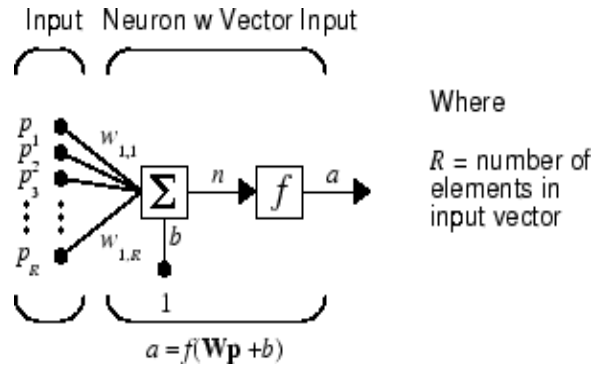 Input Neuron w Vector Input
p1
p2
p3
pR
w1,1
w1,R
Σ
n
f
a
b
1
a = f(Wp +b)
Where
R = number of
elements in
input vector